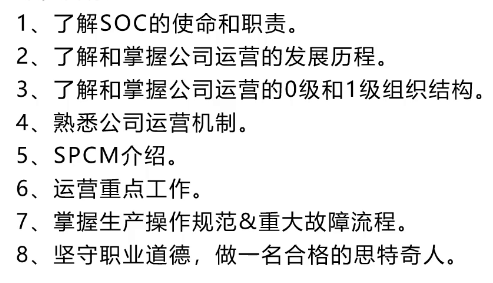 1、了解SOC的使命和职责。
2、了解和掌握公司运营的发展历程。
3、了解和掌握公司运营的0级和1级组织结构。
4、熟悉公司运营机制。
5、SPCM介绍。
6、运营重点工作。
7、掌握生产操作规范&重大故障流程。
8、坚守职业道德，做一名合格的思特奇人。